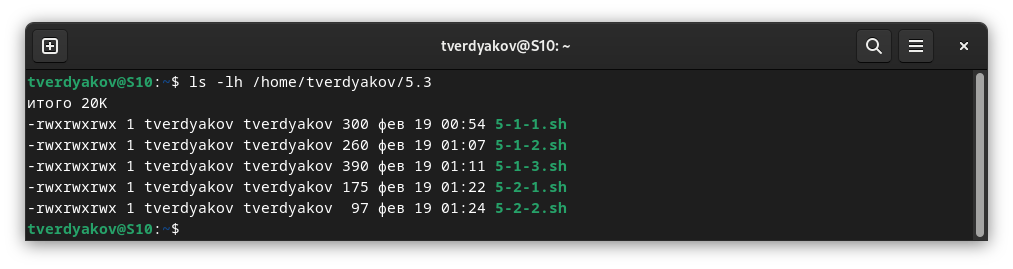 tverdyakov@S10: ~
tverdyakov@S10:~$ ls -lh /home/tverdyakov/5.3
итого 20K
-rwxrwxrwx 1 tverdyakov tverdyakov 300 фев 19 00:54 5-1-1.sh
-rwxrwxrwx 1 tverdyakov tverdyakov 260 фев 19 01:07 5-1-2.sh
-rwxrwxrwx 1 tverdyakov tverdyakov 390 фев 19 01:11 5-1-3.sh
-rwxrwxrwx 1 tverdyakov tverdyakov 175 фев 19 01:22 5-2-1.sh
-rwxrwxrwx 1 tverdyakov tverdyakov  97 фев 19 01:24 5-2-2.sh
tverdyakov@S10:~$